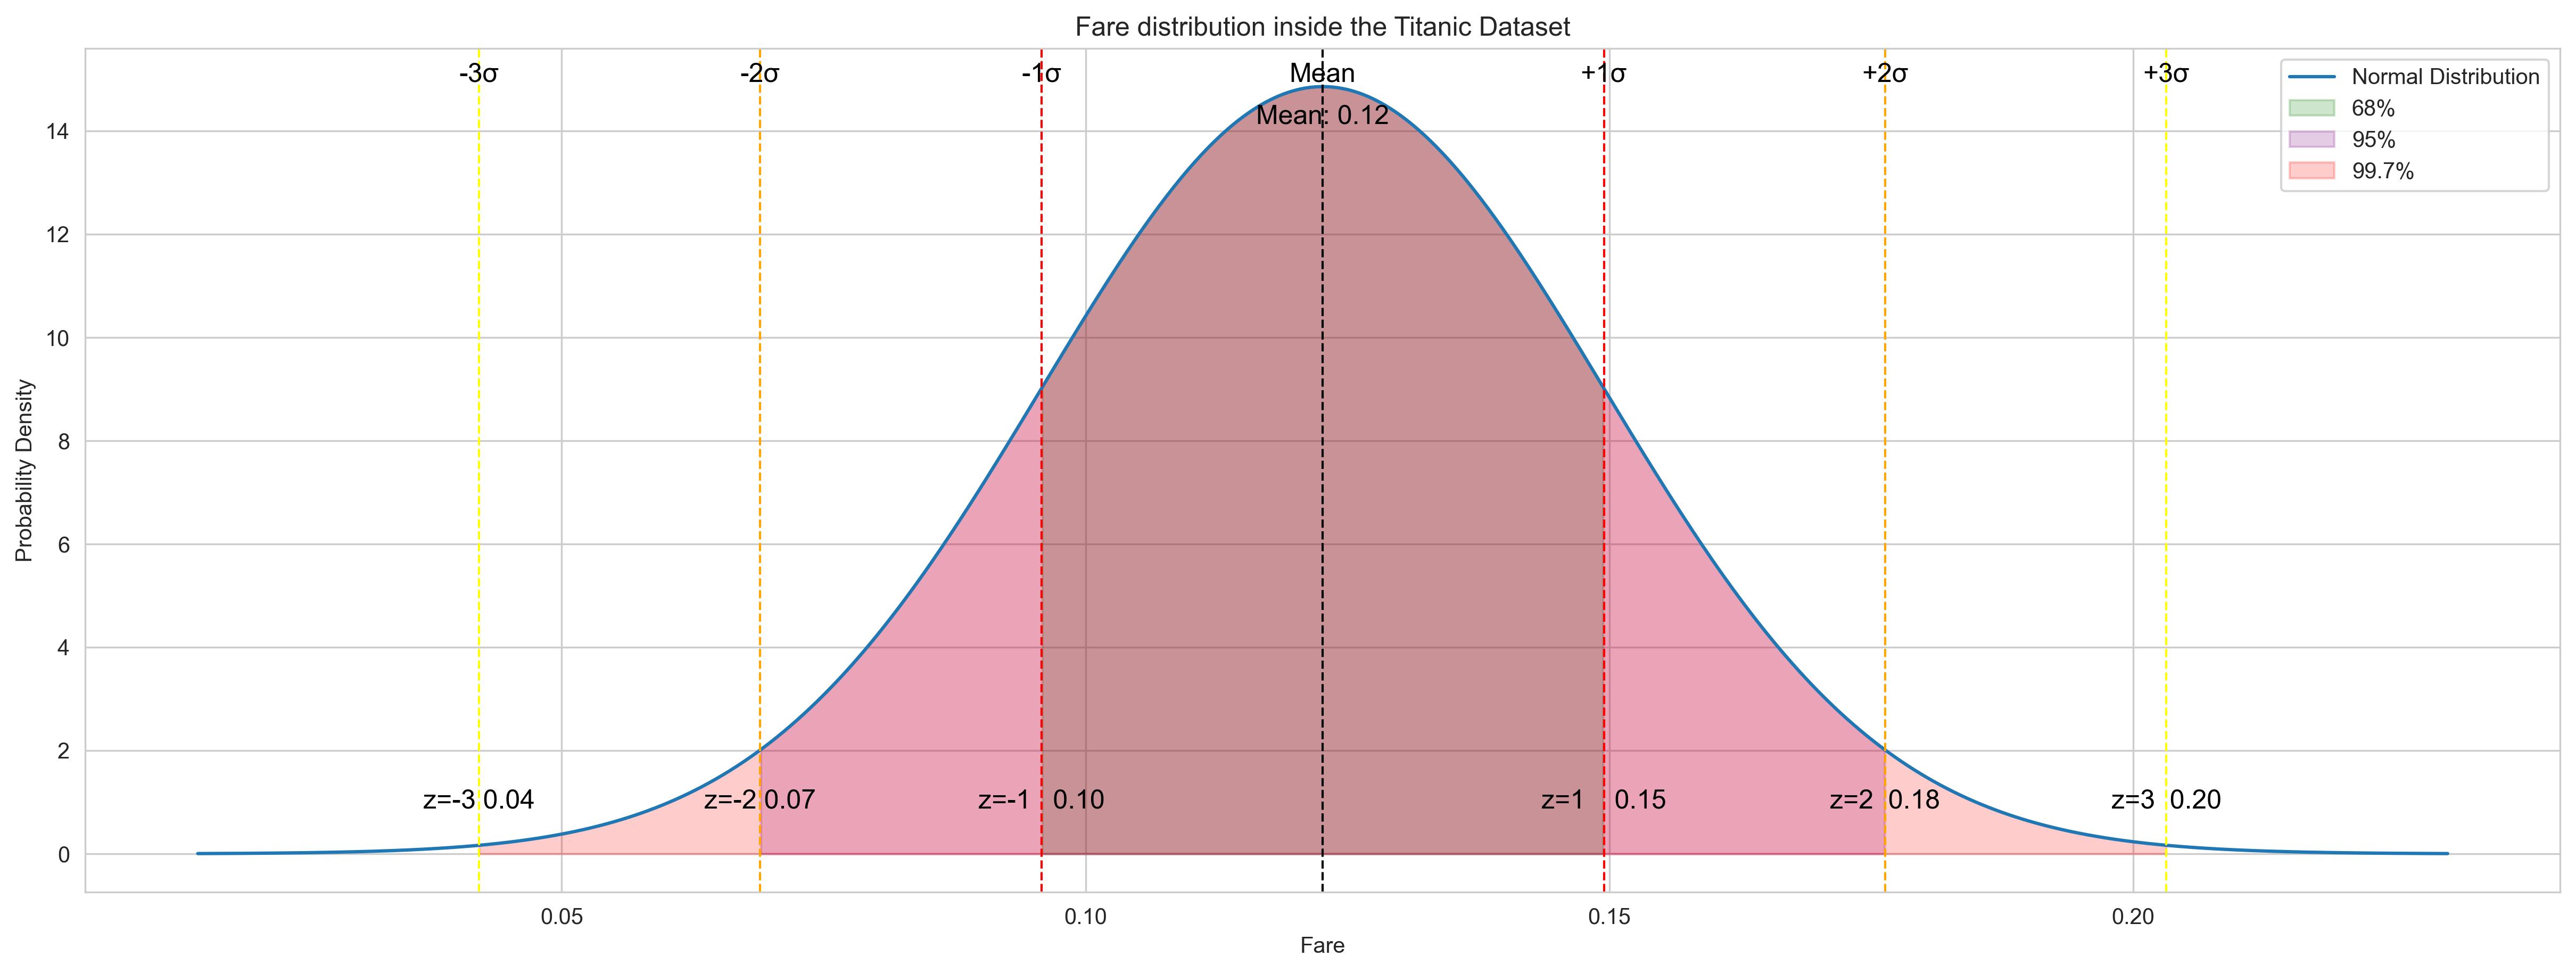 Fare distribution inside the Titanic Dataset
-3σ -2σ -1σ Mean +1σ +2σ +3σ
Normal Distribution
68%
95%
99.7%
Mean: 0.12
14
12
10
8
6
4
2
0
Probability Density
z=-3 0.04 z=-2 0.07 z=-1 0.10 z=1 0.15 z=2 0.18 z=3 0.20
0.05 0.10 0.15 0.20
Fare